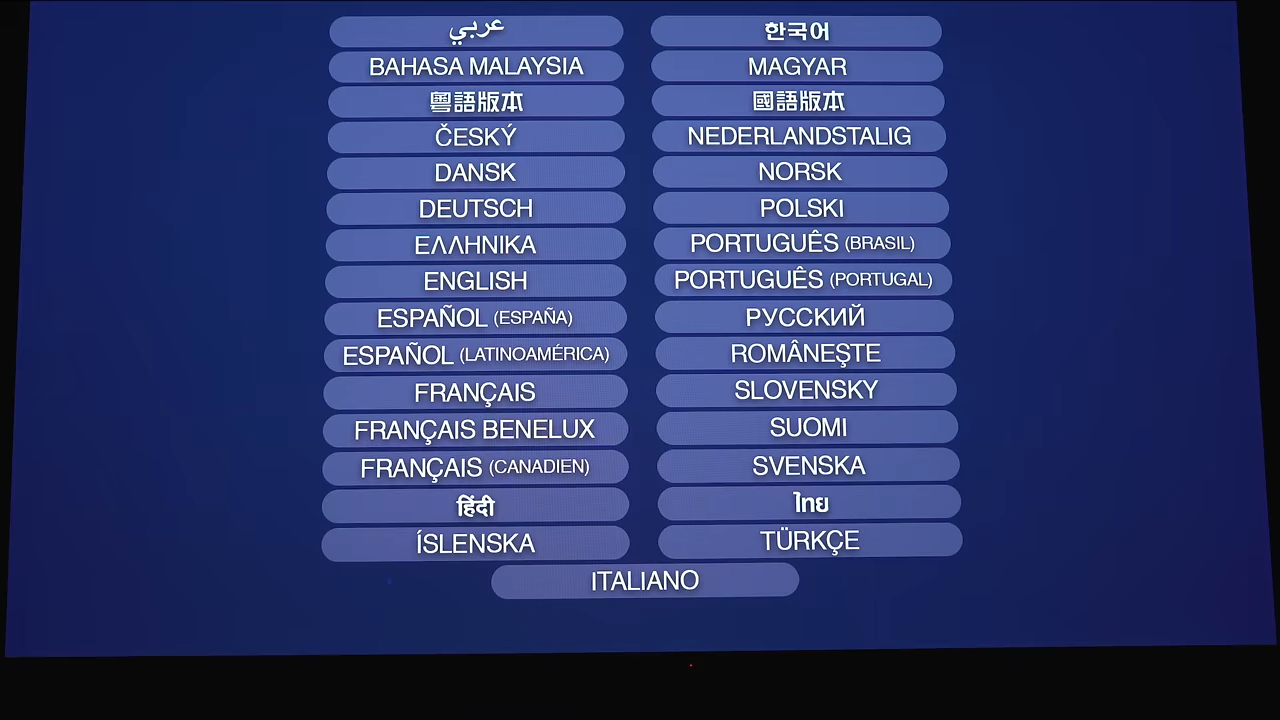 عربي
한국어
BAHASA MALAYSIA
MAGYAR
粵語版本
國語版本
ČESKÝ
NEDERLANDSTALIG
DANSK
NORSK
DEUTSCH
POLSKI
ΕΛΛΗΝΙΚΑ
PORTUGUÊS (BRASIL)
ENGLISH
PORTUGUÊS (PORTUGAL)
ESPAÑOL (ESPAÑA)
РУССКИЙ
ESPAÑOL (LATINOAMÉRICA)
ROMÂNEŞTE
FRANÇAIS
SLOVENSKY
FRANÇAIS BENELUX
SUOMI
FRANÇAIS (CANADIEN)
SVENSKA
हिंदी
ไทย
ÍSLENSKA
TÜRKÇE
ITALIANO